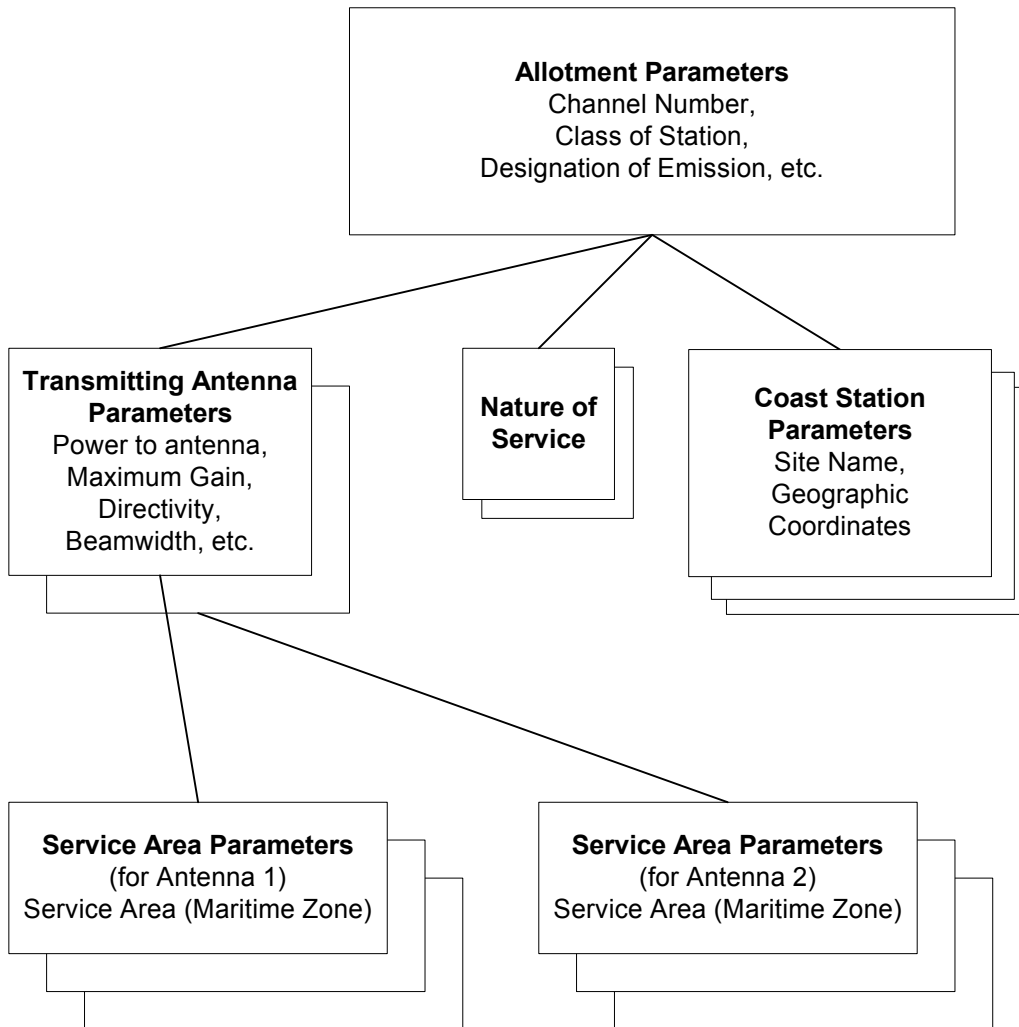 Allotment Parameters
Channel Number,
Class of Station,
Designation of Emission, etc.
Transmitting Antenna
Parameters
Power to antenna,
Maximum Gain,
Directivity,
Beamwidth, etc.
Nature of
Service
Coast Station
Parameters
Site Name,
Geographic
Coordinates
Service Area Parameters
(for Antenna 1)
Service Area (Maritime Zone)
Service Area Parameters
(for Antenna 2)
Service Area (Maritime Zone)